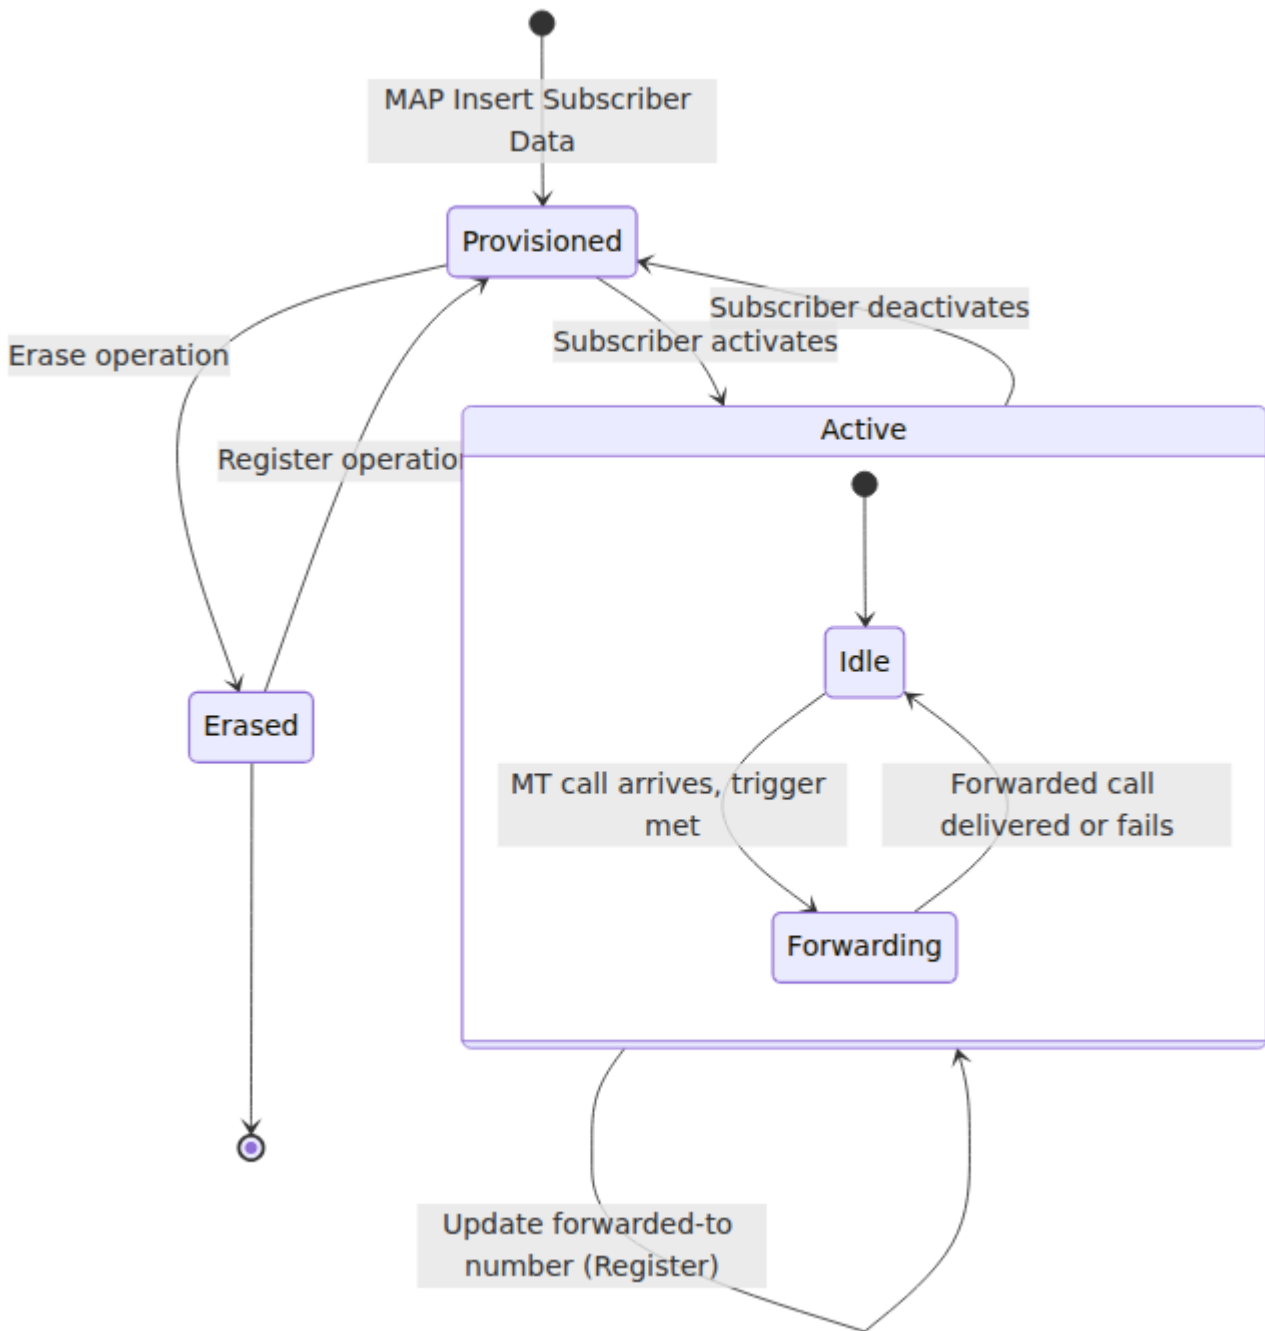 MAP Insert Subscriber
Data
Provisioned
Subscriber deactivates
Subscriber activates
Erase operation
Active
Register operation
Idle
Erased
MT call arrives, trigger
met
Forwarded call
delivered or fails
Forwarding
Update forwarded-to
number (Register)